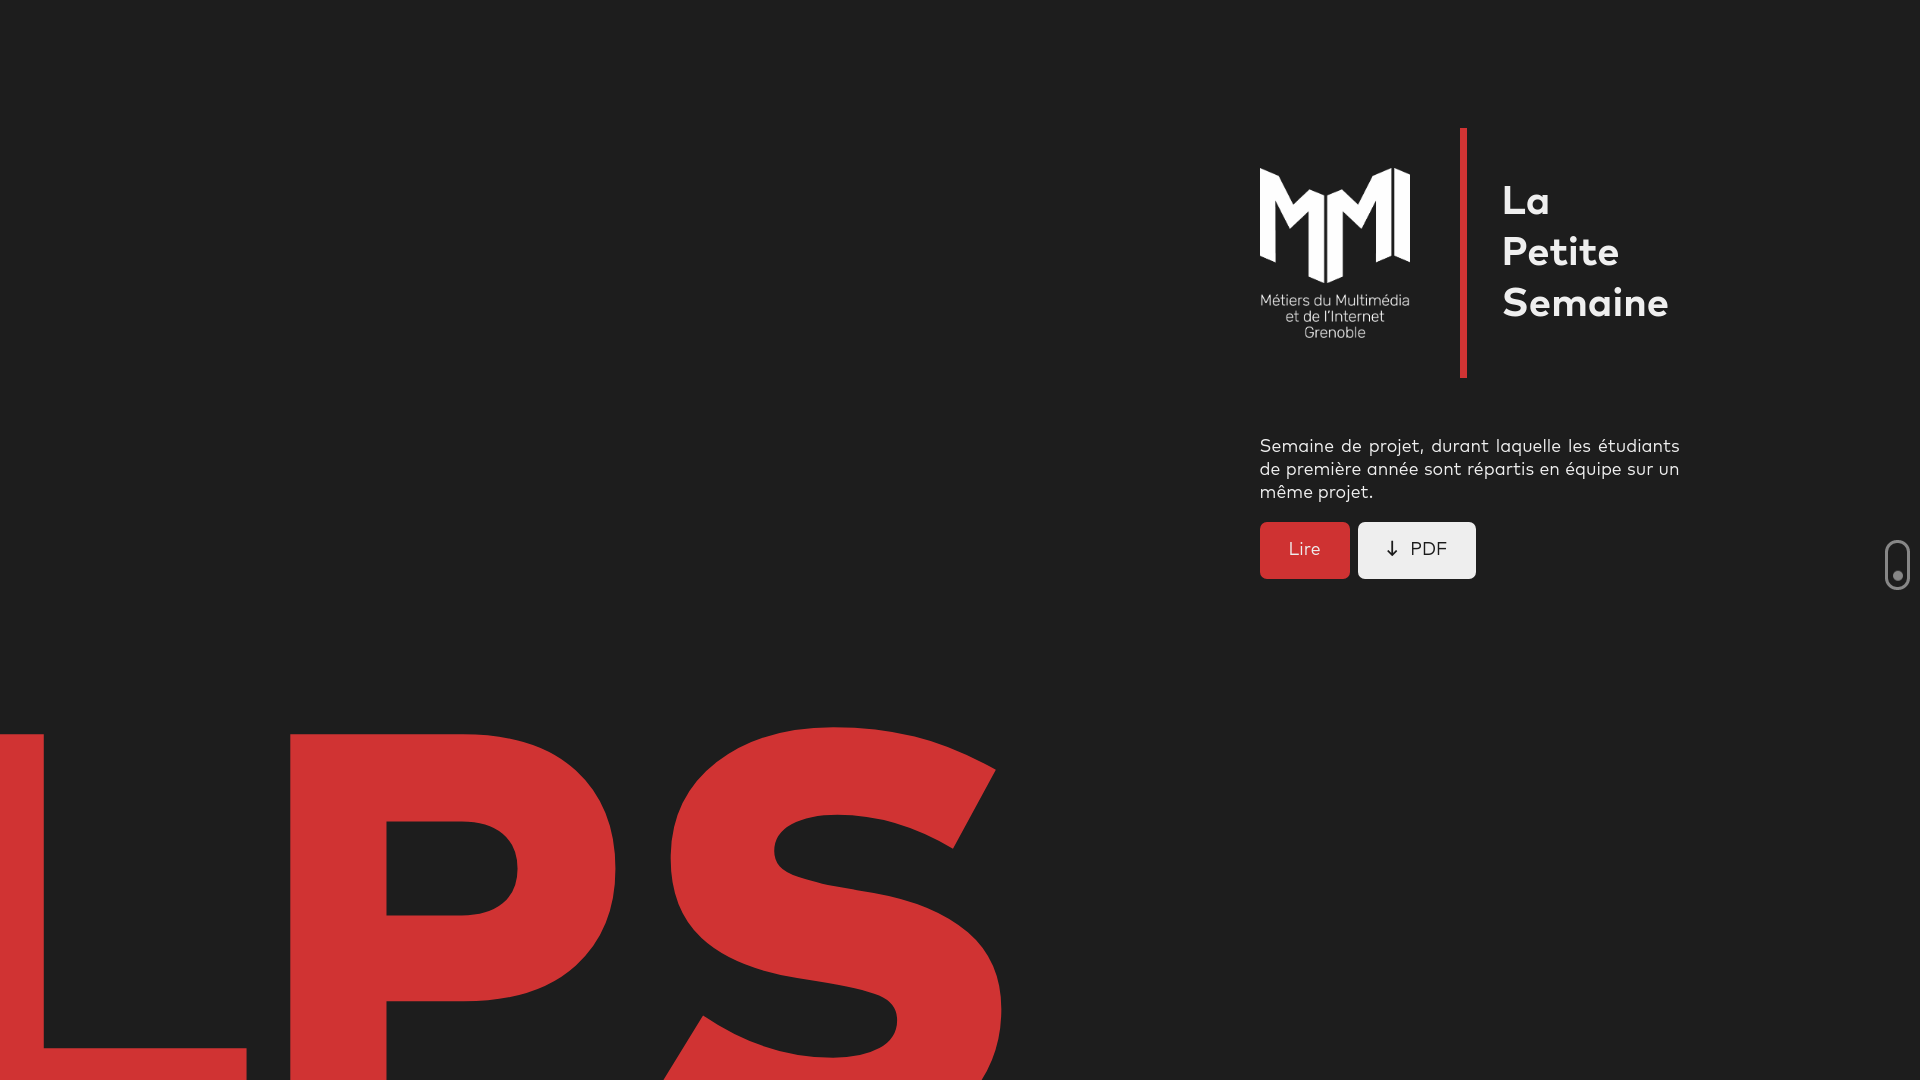 MMI
Métiers du Multimédia
et de l'Internet
Grenoble
La
Petite
Semaine
Semaine de projet, durant laquelle les étudiants
de première année sont répartis en équipe sur un
même projet.
Lire
↓ PDF
LPS